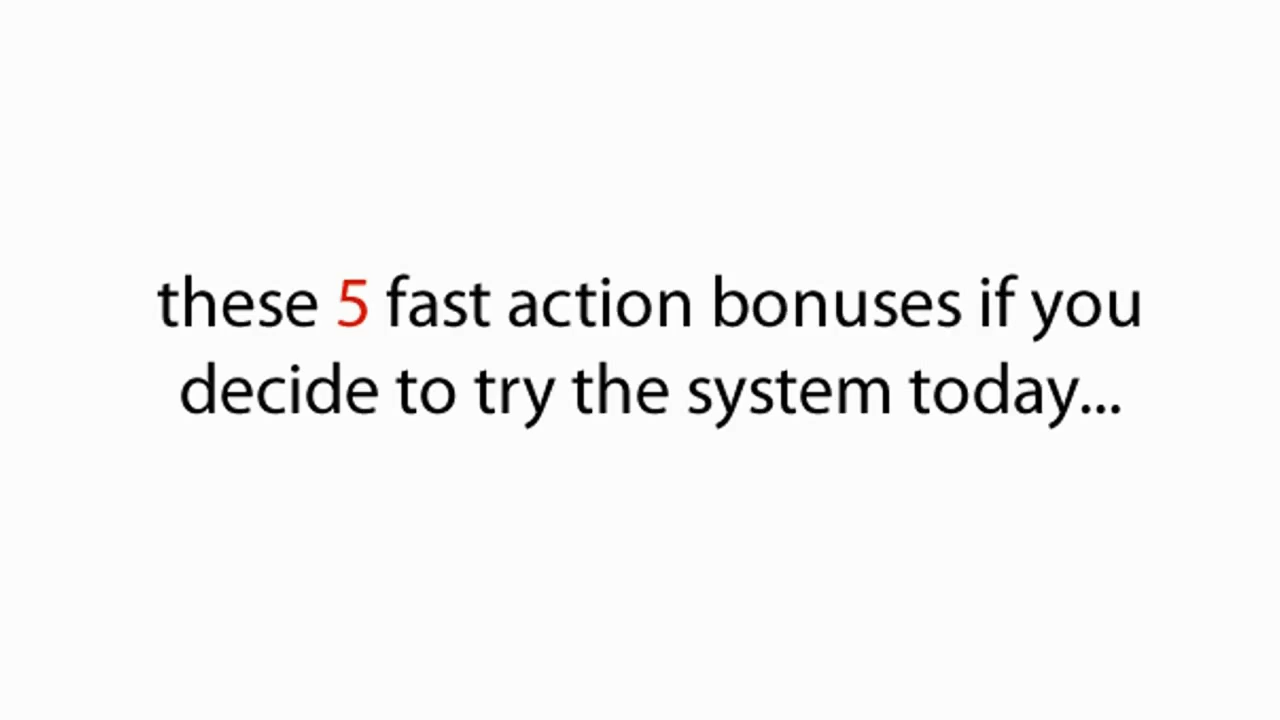 these 5 fast action bonuses if you
decide to try the system today...